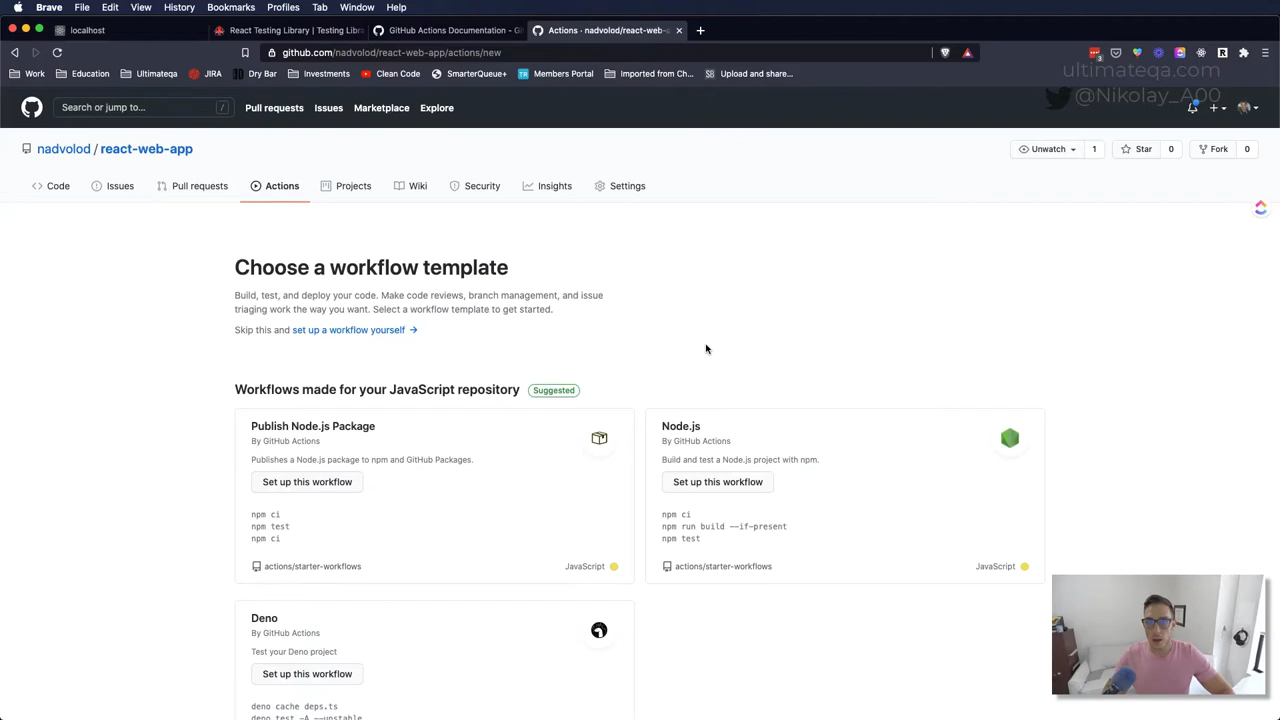 Brave File Edit View History Bookmarks Profiles Tab Window Help
localhost
React Testing Library | Testing Libr
GitHub Actions Documentation - Gi
Actions · nadvolod/react-web-a
github.com/nadvolod/react-web-app/actions/new
3
Work Education Ultimateqa JIRA Dry Bar Investments Clean Code SmarterQueue+ TR Members Portal Imported from Ch... SB Upload and share...
ultimateqa.com
@Nikolay_A00
Search or jump to... /
Pull requests Issues Marketplace Explore
nadvolod / react-web-app
Unwatch 1 Star 0 Fork 0
Code Issues Pull requests Actions Projects Wiki Security Insights Settings
Choose a workflow template
Build, test, and deploy your code. Make code reviews, branch management, and issue
triaging work the way you want. Select a workflow template to get started.
Skip this and set up a workflow yourself →
Workflows made for your JavaScript repository Suggested
Publish Node.js Package
By GitHub Actions
Publishes a Node.js package to npm and GitHub Packages.
Set up this workflow
npm ci
npm test
npm ci
actions/starter-workflows JavaScript
Node.js
By GitHub Actions
Build and test a Node.js project with npm.
Set up this workflow
npm ci
npm run build --if-present
npm test
actions/starter-workflows JavaScript
Deno
By GitHub Actions
Test your Deno project
Set up this workflow
deno cache deps.ts
deno test -A --unstable